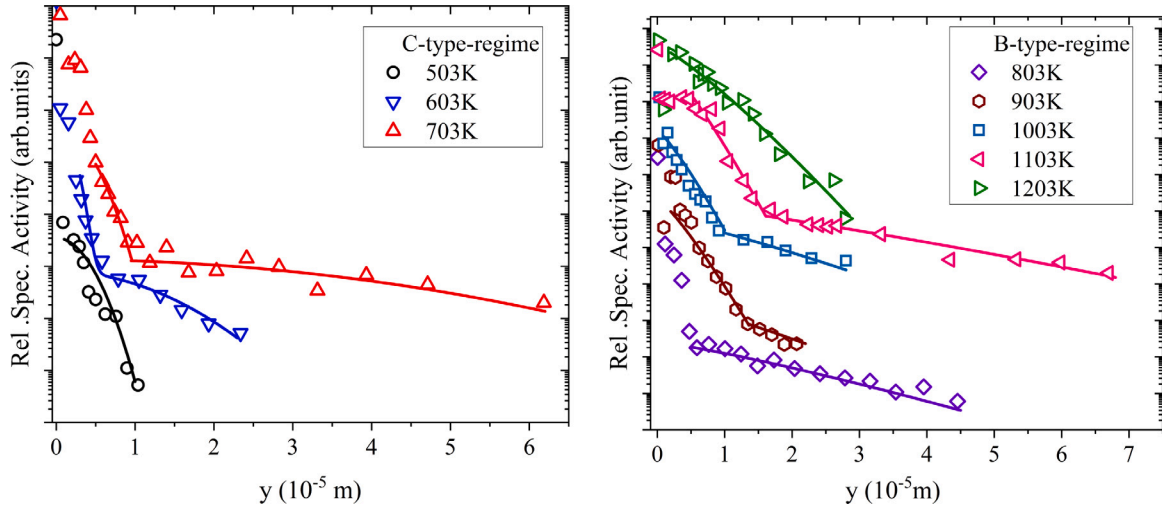 C-type-regime
503K
603K
703K
Rel .Spec. Activity (arb.units)
0 1 2 3 4 5 6
y (10-5 m)
B-type-regime
803K
903K
1003K
1103K
1203K
Rel .Spec. Activity (arb.unit)
0 1 2 3 4 5 6 7
y (10-5m)